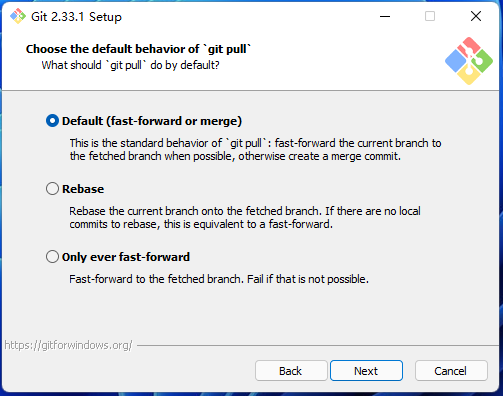 Git 2.33.1 Setup
Choose the default behavior of `git pull`
What should `git pull` do by default?
Default (fast-forward or merge)
This is the standard behavior of `git pull`: fast-forward the current branch to
the fetched branch when possible, otherwise create a merge commit.
Rebase
Rebase the current branch onto the fetched branch. If there are no local
commits to rebase, this is equivalent to a fast-forward.
Only ever fast-forward
Fast-forward to the fetched branch. Fail if that is not possible.
https://gitforwindows.org/
Back
Next
Cancel